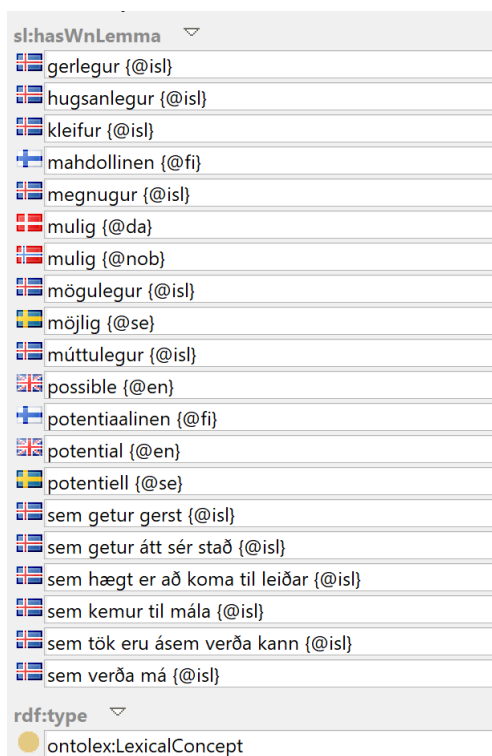 sl:hasWnLemma
gerlegur {@isl}
hugsanlegur {@isl}
kleifur {@isl}
mahdollinen {@fi}
megnugur {@isl}
mulig {@da}
mulig {@nob}
mögulegur {@isl}
möjlig {@se}
múttulegur {@isl}
possible {@en}
potentiaalinen {@fi}
potential {@en}
potentiell {@se}
sem getur gerst {@isl}
sem getur átt sér stað {@isl}
sem hægt er að koma til leiðar {@isl}
sem kemur til mála {@isl}
sem tök eru ásem verða kann {@isl}
sem verða má {@isl}
rdf:type
ontolex:LexicalConcept